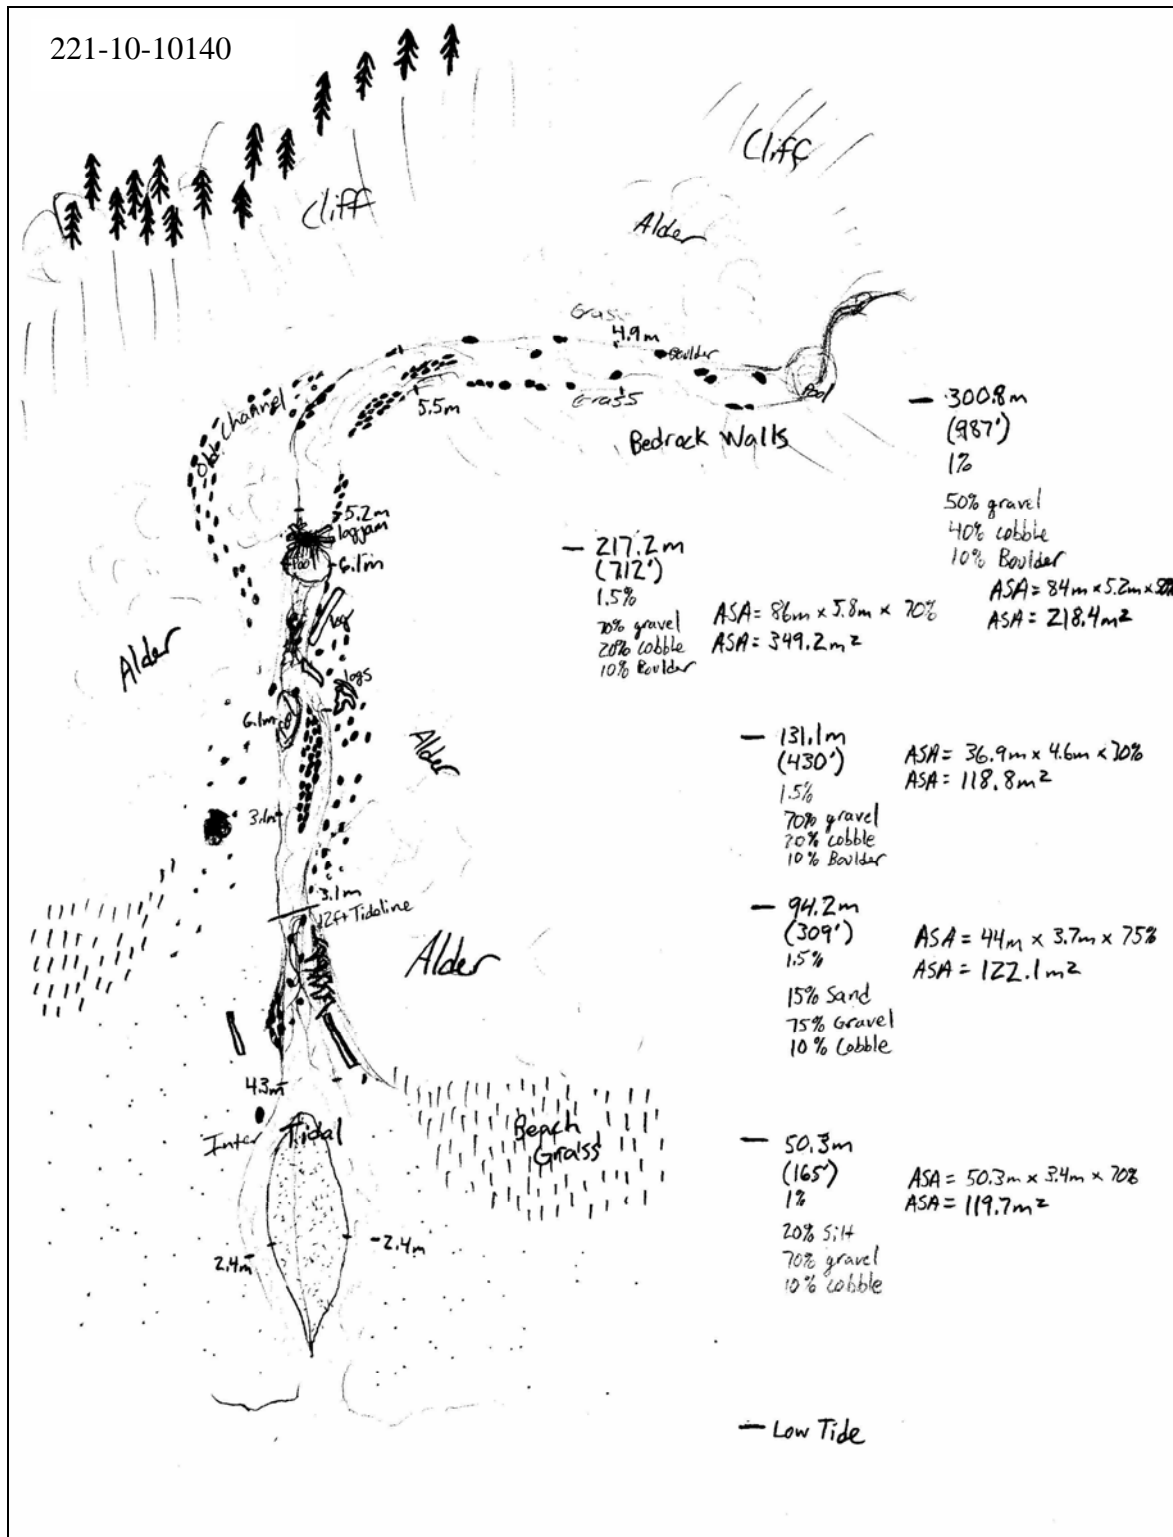 221-10-10140
Cliff
Cliff
Alder
Grass
4.9m
Boulder
Pool
Old Channel
5.5m
Grass
Bedrock Walls
300.8m
(987')
1%
50% gravel
40% cobble
10% Boulder
ASA = 84m x 5.2m x 50%
ASA = 218.4m²
5.2m
logjam
Pool
6.1m
217.2m
(712')
1.5%
70% gravel
20% cobble
10% Boulder
ASA = 86m x 5.8m x 70%
ASA = 349.2m²
log
Alder
logs
6.1m
Alder
131.1m
(430')
1.5%
70% gravel
20% cobble
10% Boulder
ASA = 36.9m x 4.6m x 70%
ASA = 118.8m²
3.1m
3.1m
12ft Tideline
Alder
94.2m
(309')
1.5%
15% Sand
75% Gravel
10% Cobble
ASA = 44m x 3.7m x 75%
ASA = 122.1m²
4.3m
Inter Tidal
Beach
Grass
50.3m
(165')
1%
20% Silt
70% gravel
10% cobble
ASA = 50.3m x 3.4m x 70%
ASA = 119.7m²
2.4m
2.4m
Low Tide